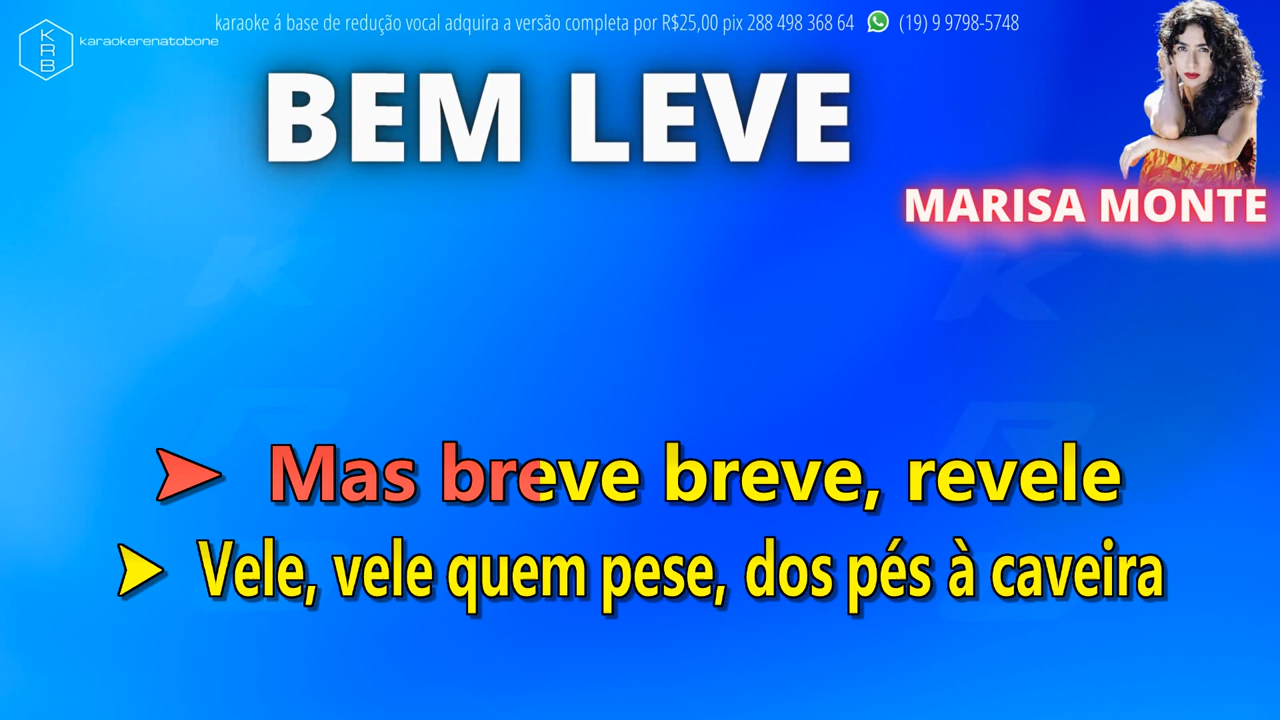 karaoke á base de redução vocal adquira a versão completa por R$25,00 pix 288 498 368 64 (19) 9 9798-5748
KRB
karaokerenatobone
BEM LEVE
MARISA MONTE
➤ Mas breve breve, revele
➤ Vele, vele quem pese, dos pés à caveira